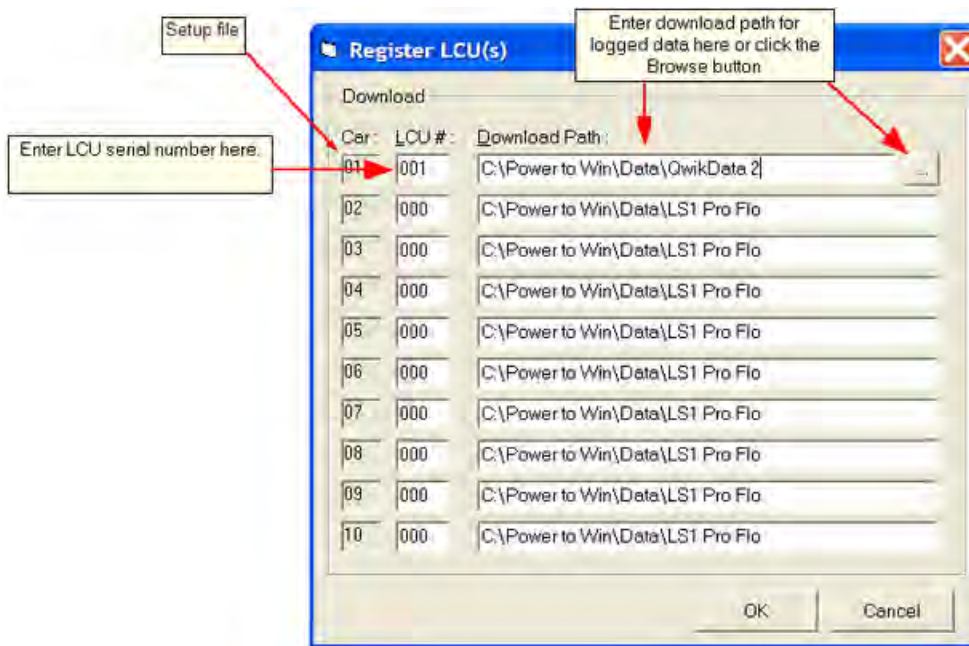 Setup file
Enter download path for
logged data here or click the
Browse button
Register LCU(s)
Download
Enter LCU serial number here.
Car : LCU # : Download Path :
01 001 C:\Power to Win\Data\QwikData 2 ...
02 000 C:\Power to Win\Data\LS1 Pro Flo
03 000 C:\Power to Win\Data\LS1 Pro Flo
04 000 C:\Power to Win\Data\LS1 Pro Flo
05 000 C:\Power to Win\Data\LS1 Pro Flo
06 000 C:\Power to Win\Data\LS1 Pro Flo
07 000 C:\Power to Win\Data\LS1 Pro Flo
08 000 C:\Power to Win\Data\LS1 Pro Flo
09 000 C:\Power to Win\Data\LS1 Pro Flo
10 000 C:\Power to Win\Data\LS1 Pro Flo
OK Cancel